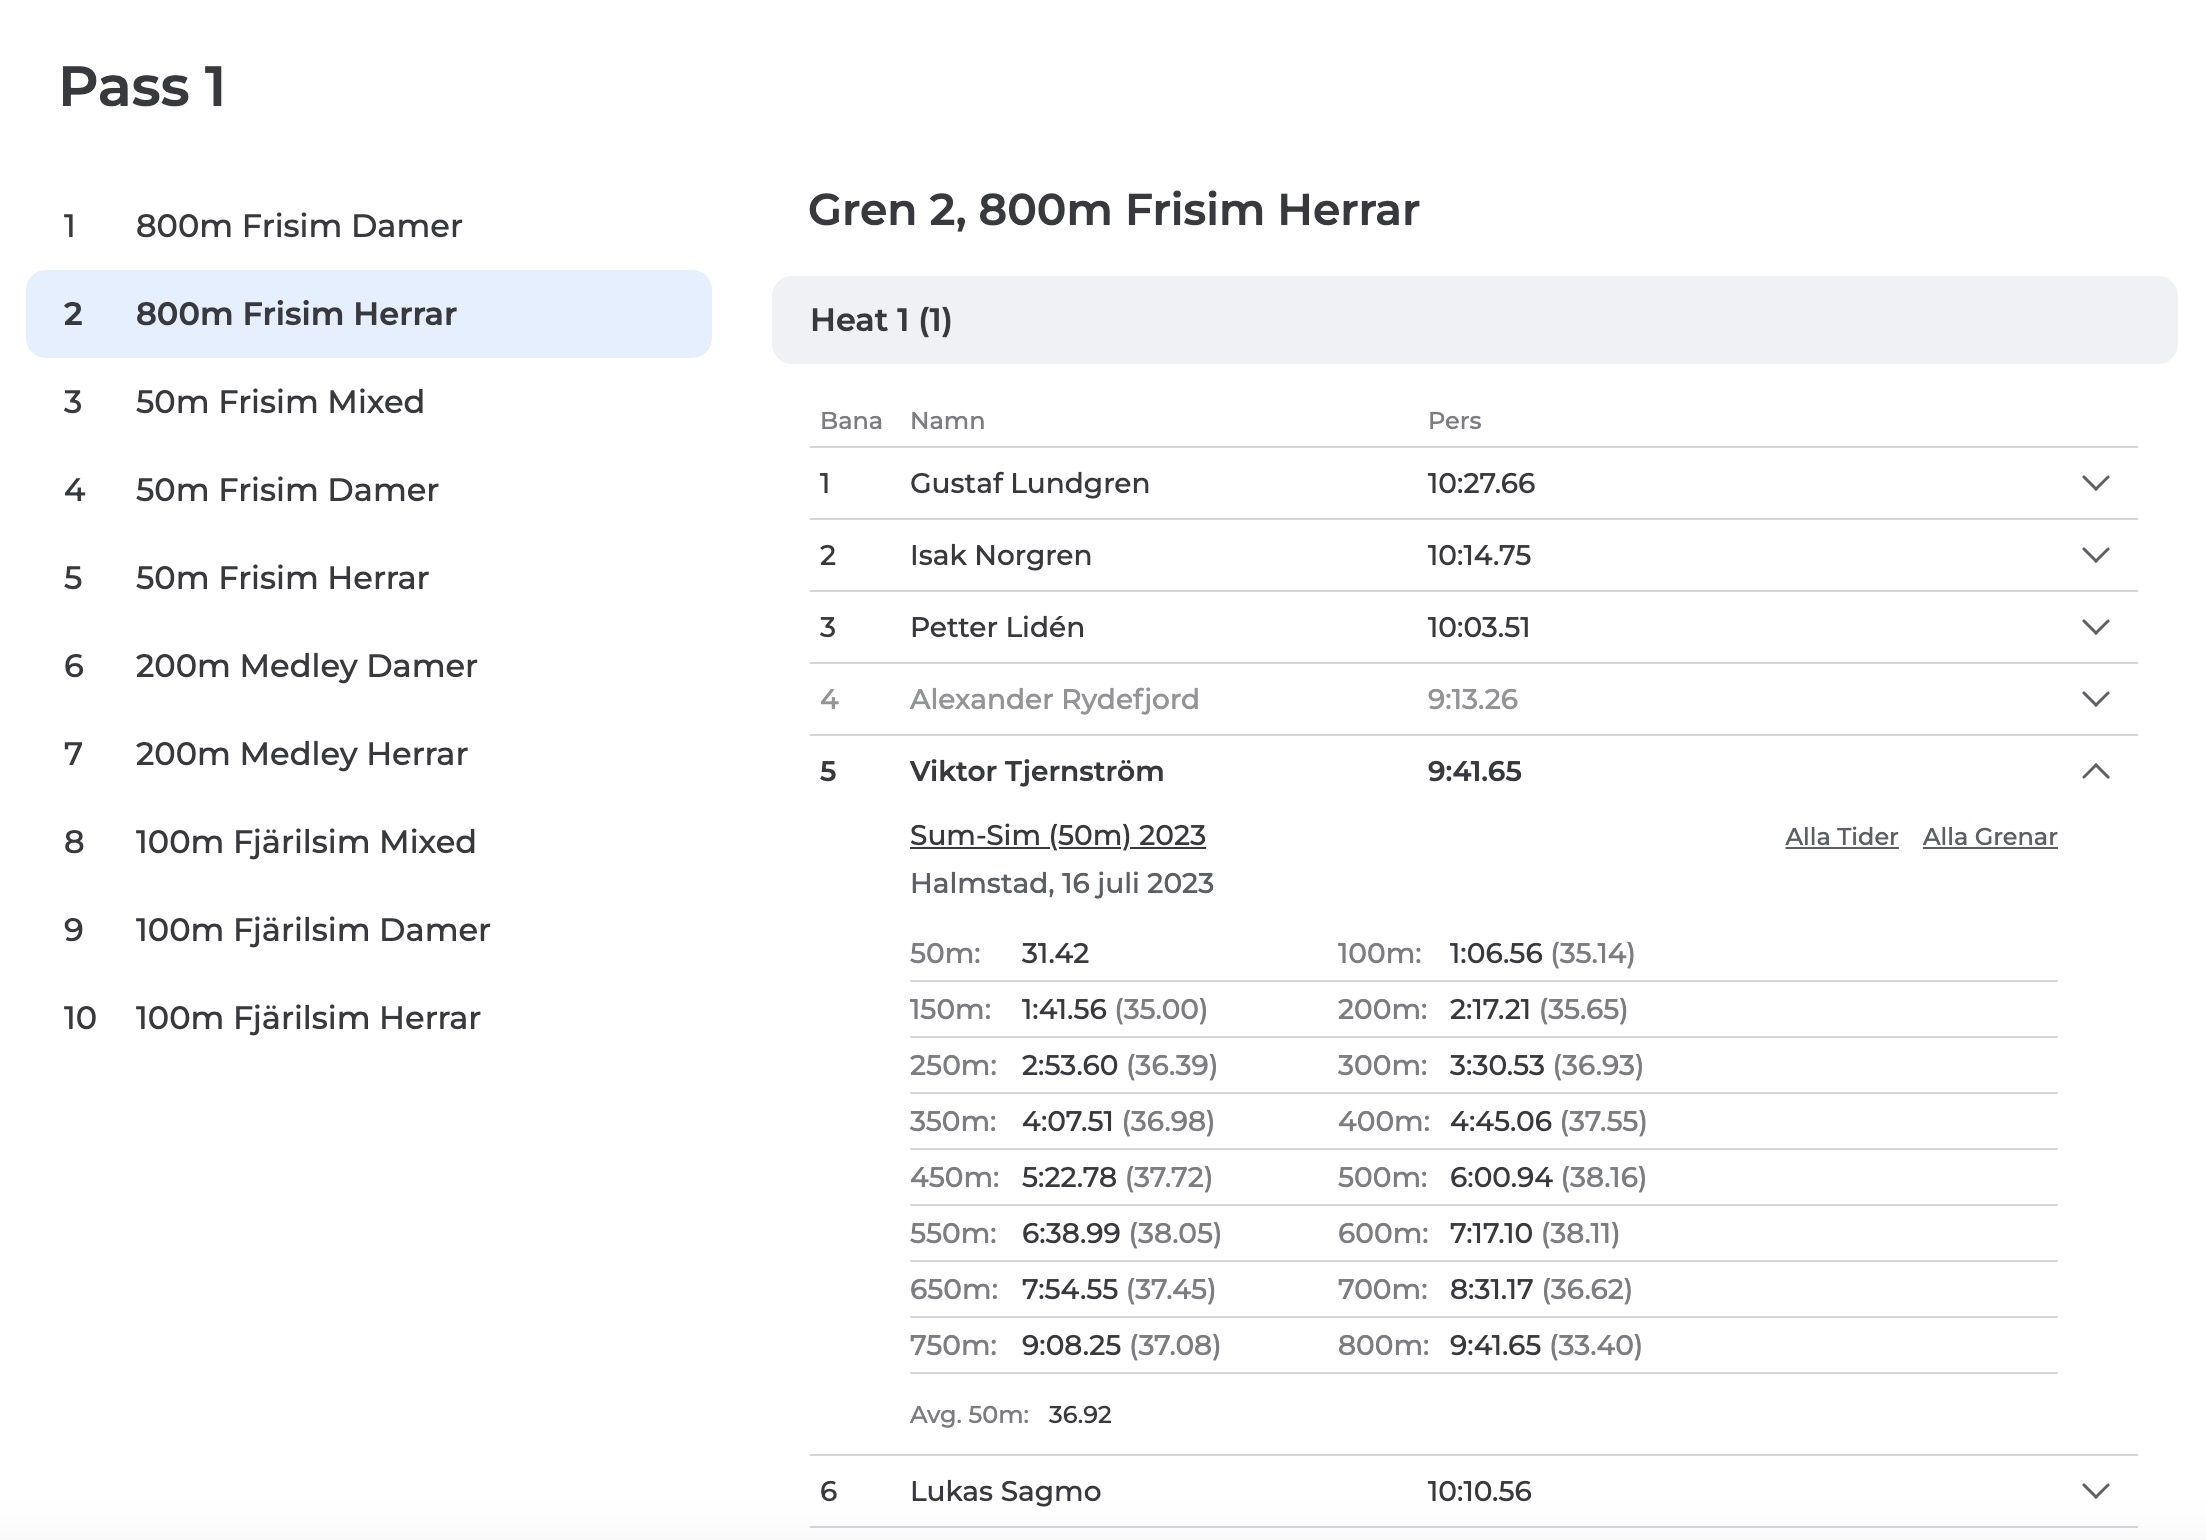 Pass 1
1 800m Frisim Damer
2 800m Frisim Herrar
3 50m Frisim Mixed
4 50m Frisim Damer
5 50m Frisim Herrar
6 200m Medley Damer
7 200m Medley Herrar
8 100m Fjärilsim Mixed
9 100m Fjärilsim Damer
10 100m Fjärilsim Herrar
Gren 2, 800m Frisim Herrar
Heat 1 (1)
Bana Namn Pers
1 Gustaf Lundgren 10:27.66
2 Isak Norgren 10:14.75
3 Petter Lidén 10:03.51
4 Alexander Rydefjord 9:13.26
5 Viktor Tjernström 9:41.65
Sum-Sim (50m) 2023 Alla Tider Alla Grenar
Halmstad, 16 juli 2023
50m: 31.42 100m: 1:06.56 (35.14)
150m: 1:41.56 (35.00) 200m: 2:17.21 (35.65)
250m: 2:53.60 (36.39) 300m: 3:30.53 (36.93)
350m: 4:07.51 (36.98) 400m: 4:45.06 (37.55)
450m: 5:22.78 (37.72) 500m: 6:00.94 (38.16)
550m: 6:38.99 (38.05) 600m: 7:17.10 (38.11)
650m: 7:54.55 (37.45) 700m: 8:31.17 (36.62)
750m: 9:08.25 (37.08) 800m: 9:41.65 (33.40)
Avg. 50m: 36.92
6 Lukas Sagmo 10:10.56